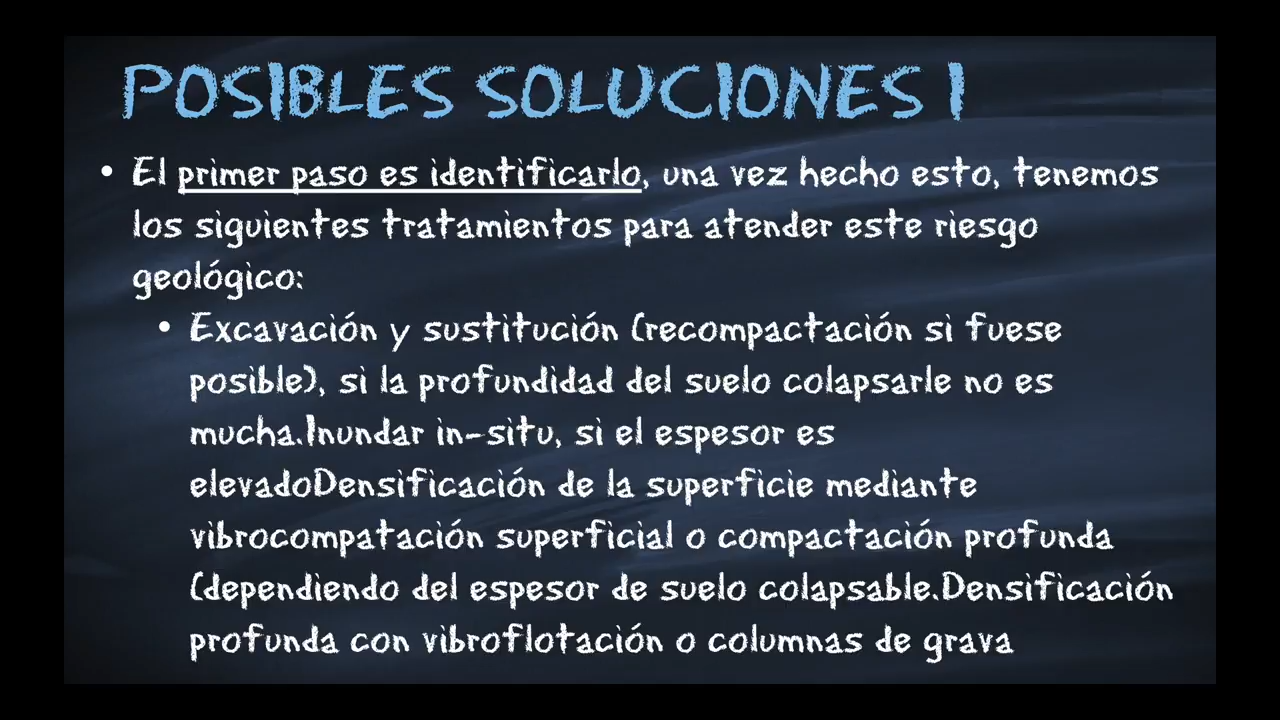 POSIBLES SOLUCIONES I
• El primer paso es identificarlo, una vez hecho esto, tenemos
los siguientes tratamientos para atender este riesgo
geológico:
• Excavación y sustitución (recompactación si fuese
posible), si la profundidad del suelo colapsarle no es
mucha.Inundar in-situ, si el espesor es
elevadoDensificación de la superficie mediante
vibrocompatación superficial o compactación profunda
(dependiendo del espesor de suelo colapsable.Densificación
profunda con vibroflotación o columnas de grava